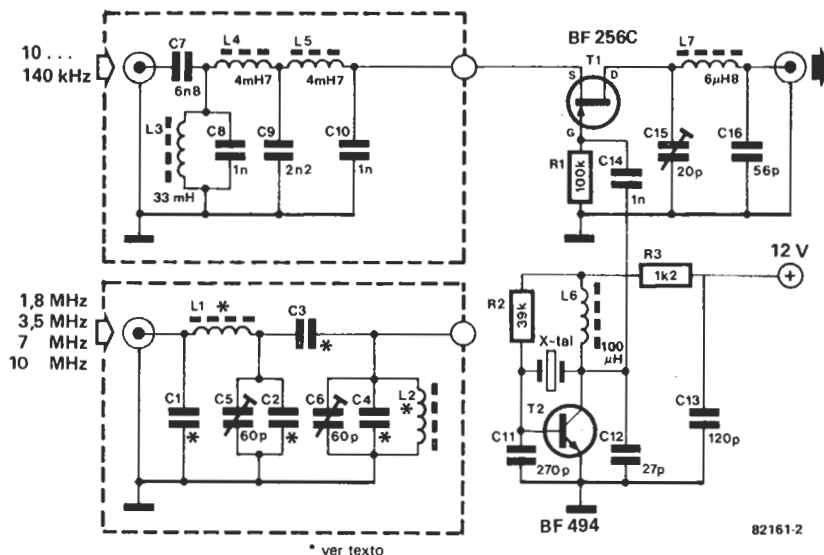 10 ...
140 kHz
C7
6n8
L4
4mH7
L5
4mH7
L3
33 mH
C8
1n
C9
2n2
C10
1n
BF 256C
T1
S
D
G
L7
6µH8
R1
100k
C14
1n
C15
20p
C16
56p
1,8 MHz
3,5 MHz
7 MHz
10 MHz
L1 *
C3
*
C1
*
C5
60p
C2
*
C6
60p
C4
*
L2
*
R3
1k2
12 V
+
R2
39k
L6
100
µH
X~tal
T2
C11
270p
C12
27p
C13
120p
BF 494
82161-2
* ver texto